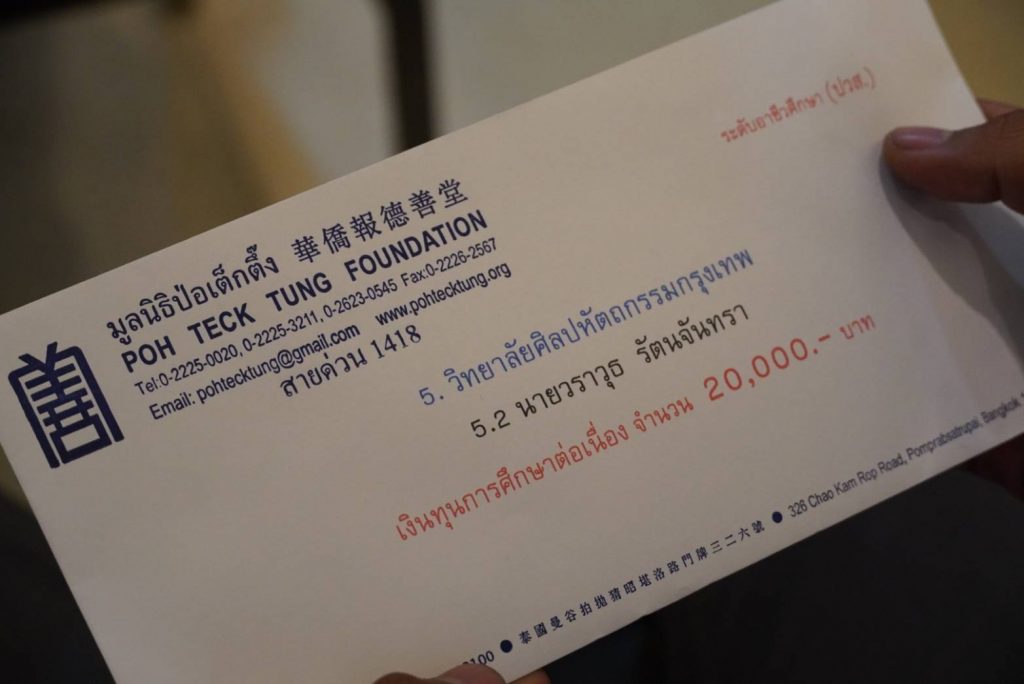 ระดับอาชีวศึกษา (ปวส.)
มูลนิธิป่อเต็กตึ๊ง 華僑報德善堂
POH TECK TUNG FOUNDATION
Tel:0-2225-0020, 0-2225-3211, 0-2623-0545 Fax:0-2226-2567
Email: pohtecktung@gmail.com www.pohtecktung.org
สายด่วน 1418
5. วิทยาลัยศิลปหัตถกรรมกรุงเทพ
5.2 นายวราวุธ รัตนจันทรา
เงินทุนการศึกษาต่อเนื่อง จำนวน 20,000.- บาท
100 ● 泰國曼谷拍拋猜昭堪洛路門牌三二六號 ● 326 Chao Kam Rop Road, Pomprabsatrupai, Bangkok